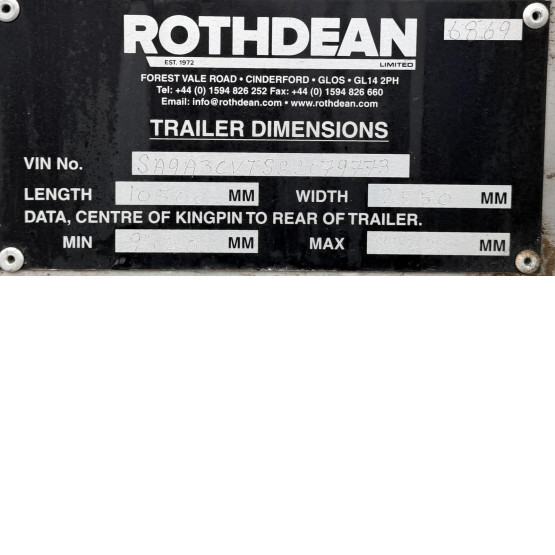 ROTHDEAN
EST. 1972 LIMITED
6869
FOREST VALE ROAD • CINDERFORD • GLOS • GL14 2PH
Tel: +44 (0) 1594 826 252 Fax: +44 (0) 1594 826 660
Email: info@rothdean.com • www.rothdean.com
TRAILER DIMENSIONS
VIN No.
LENGTH MM WIDTH MM
DATA, CENTRE OF KINGPIN TO REAR OF TRAILER.
MIN MM MAX MM